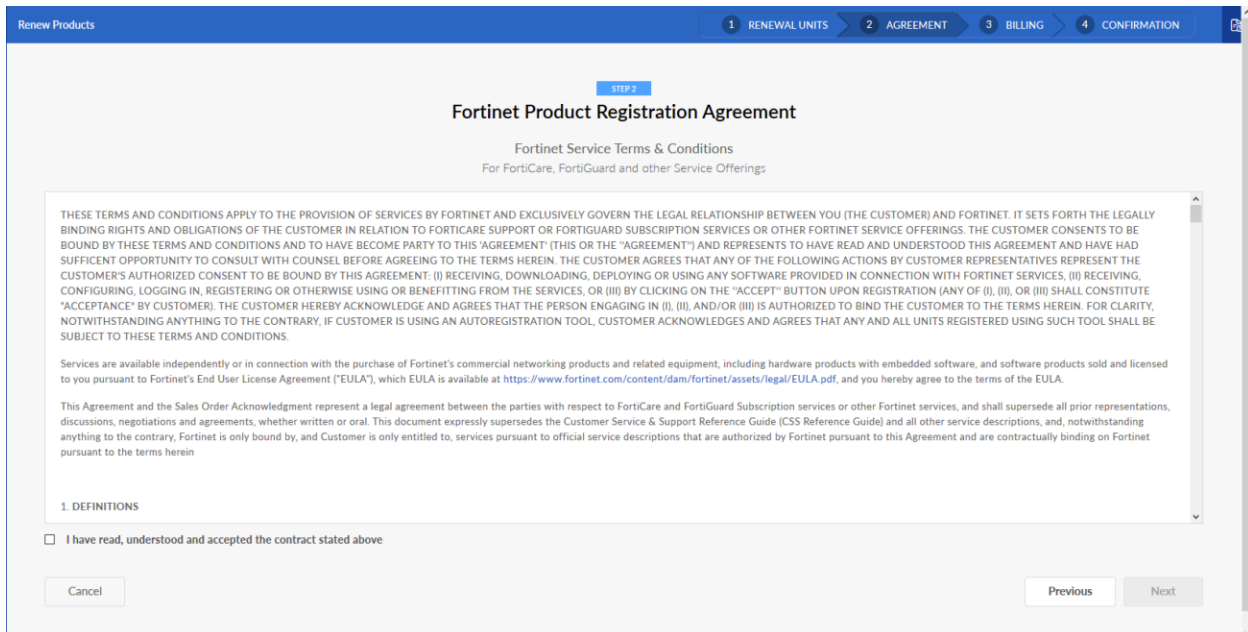 Renew Products
1 RENEWAL UNITS 2 AGREEMENT 3 BILLING 4 CONFIRMATION
STEP 2
Fortinet Product Registration Agreement
Fortinet Service Terms & Conditions
For FortiCare, FortiGuard and other Service Offerings
THESE TERMS AND CONDITIONS APPLY TO THE PROVISION OF SERVICES BY FORTINET AND EXCLUSIVELY GOVERN THE LEGAL RELATIONSHIP BETWEEN YOU (THE CUSTOMER) AND FORTINET. IT SETS FORTH THE LEGALLY
BINDING RIGHTS AND OBLIGATIONS OF THE CUSTOMER IN RELATION TO FORTICARE SUPPORT OR FORTIGUARD SUBSCRIPTION SERVICES OR OTHER FORTINET SERVICE OFFERINGS. THE CUSTOMER CONSENTS TO BE
BOUND BY THESE TERMS AND CONDITIONS AND TO HAVE BECOME PARTY TO THIS 'AGREEMENT' (THIS OR THE "AGREEMENT") AND REPRESENTS TO HAVE READ AND UNDERSTOOD THIS AGREEMENT AND HAVE HAD
SUFFICENT OPPORTUNITY TO CONSULT WITH COUNSEL BEFORE AGREEING TO THE TERMS HEREIN. THE CUSTOMER AGREES THAT ANY OF THE FOLLOWING ACTIONS BY CUSTOMER REPRESENTATIVES REPRESENT THE
CUSTOMER'S AUTHORIZED CONSENT TO BE BOUND BY THIS AGREEMENT: (I) RECEIVING, DOWNLOADING, DEPLOYING OR USING ANY SOFTWARE PROVIDED IN CONNECTION WITH FORTINET SERVICES, (II) RECEIVING,
CONFIGURING, LOGGING IN, REGISTERING OR OTHERWISE USING OR BENEFITTING FROM THE SERVICES, OR (III) BY CLICKING ON THE "ACCEPT" BUTTON UPON REGISTRATION (ANY OF (I), (II), OR (III) SHALL CONSTITUTE
"ACCEPTANCE" BY CUSTOMER). THE CUSTOMER HEREBY ACKNOWLEDGE AND AGREES THAT THE PERSON ENGAGING IN (I), (II), AND/OR (III) IS AUTHORIZED TO BIND THE CUSTOMER TO THE TERMS HEREIN. FOR CLARITY,
NOTWITHSTANDING ANYTHING TO THE CONTRARY, IF CUSTOMER IS USING AN AUTOREGISTRATION TOOL, CUSTOMER ACKNOWLEDGES AND AGREES THAT ANY AND ALL UNITS REGISTERED USING SUCH TOOL SHALL BE
SUBJECT TO THESE TERMS AND CONDITIONS.
Services are available independently or in connection with the purchase of Fortinet's commercial networking products and related equipment, including hardware products with embedded software, and software products sold and licensed
to you pursuant to Fortinet's End User License Agreement ("EULA"), which EULA is available at https://www.fortinet.com/content/dam/fortinet/assets/legal/EULA.pdf, and you hereby agree to the terms of the EULA.
This Agreement and the Sales Order Acknowledgment represent a legal agreement between the parties with respect to FortiCare and FortiGuard Subscription services or other Fortinet services, and shall supersede all prior representations,
discussions, negotiations and agreements, whether written or oral. This document expressly supersedes the Customer Service & Support Reference Guide (CSS Reference Guide) and all other service descriptions, and, notwithstanding
anything to the contrary, Fortinet is only bound by, and Customer is only entitled to, services pursuant to official service descriptions that are authorized by Fortinet pursuant to this Agreement and are contractually binding on Fortinet
pursuant to the terms herein
1. DEFINITIONS
I have read, understood and accepted the contract stated above
Cancel Previous Next